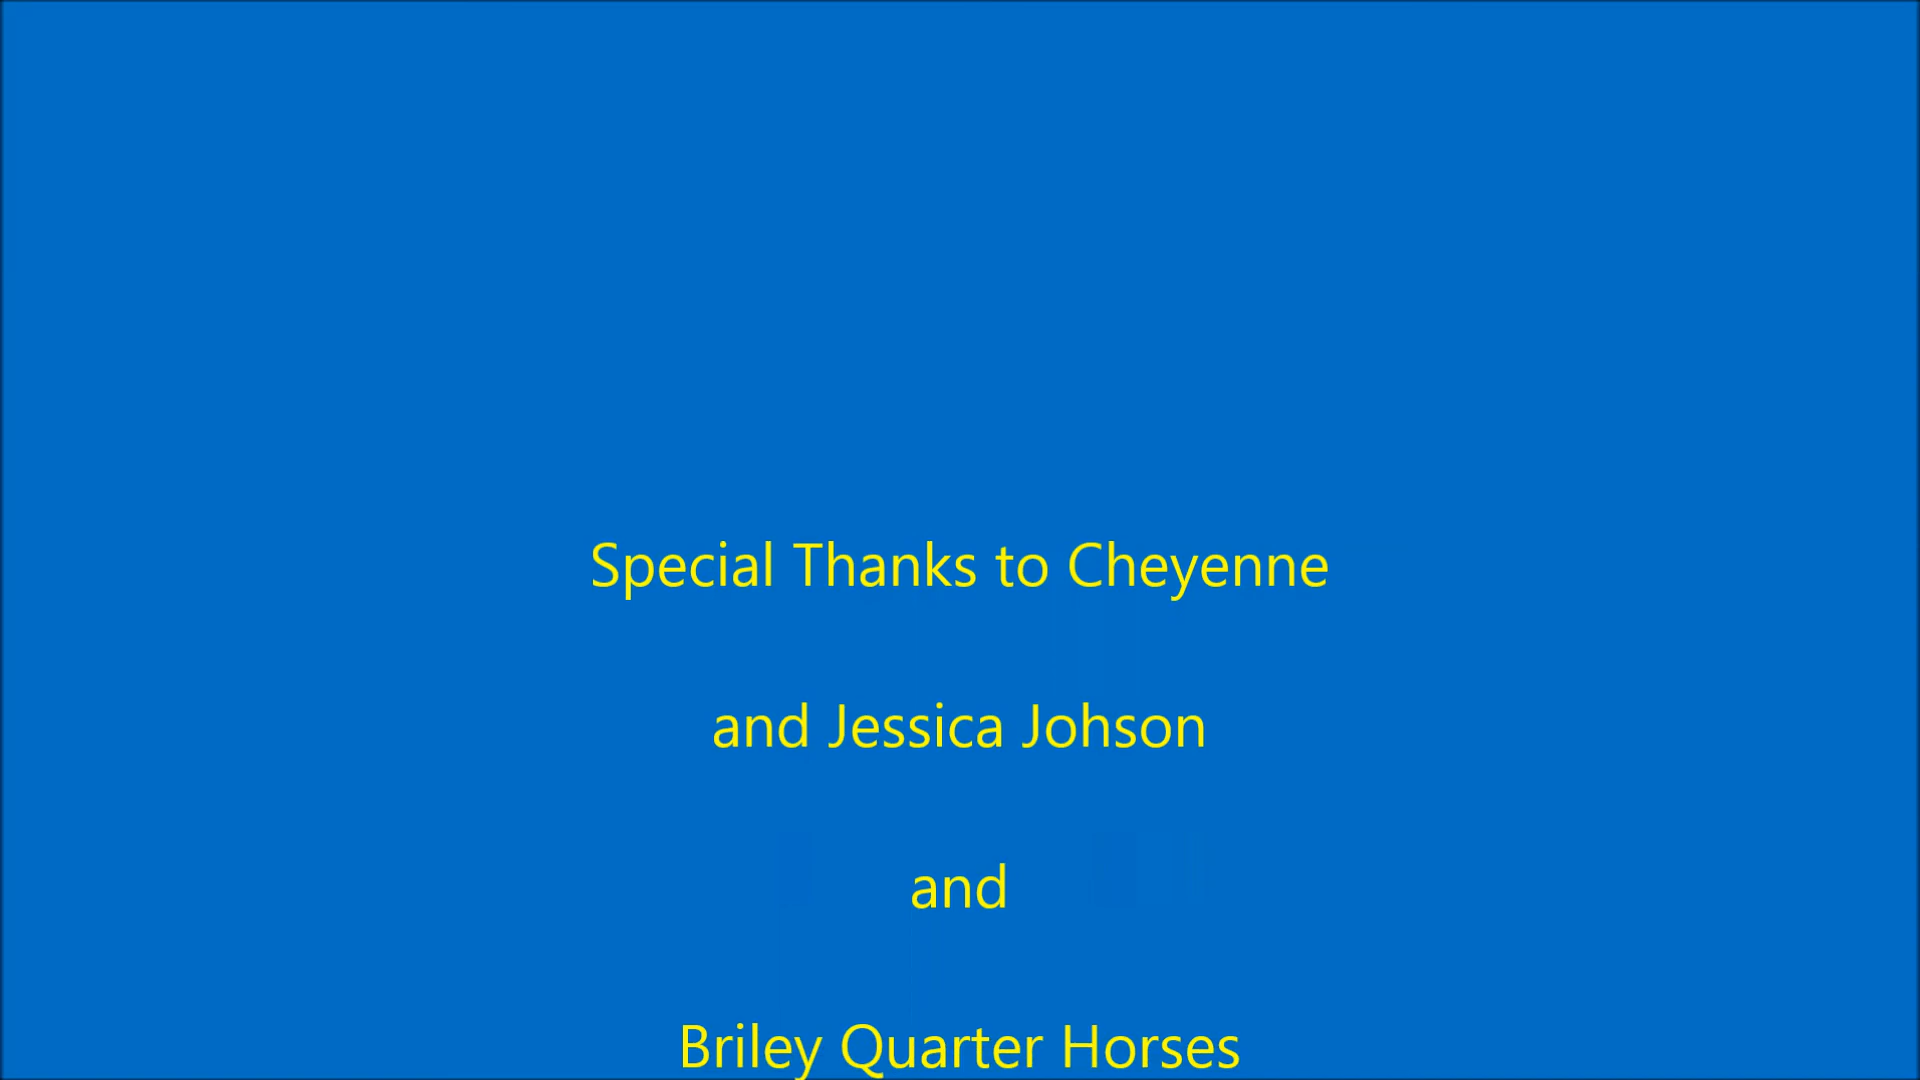 Special Thanks to Cheyenne
and Jessica Johson
and
Briley Quarter Horses